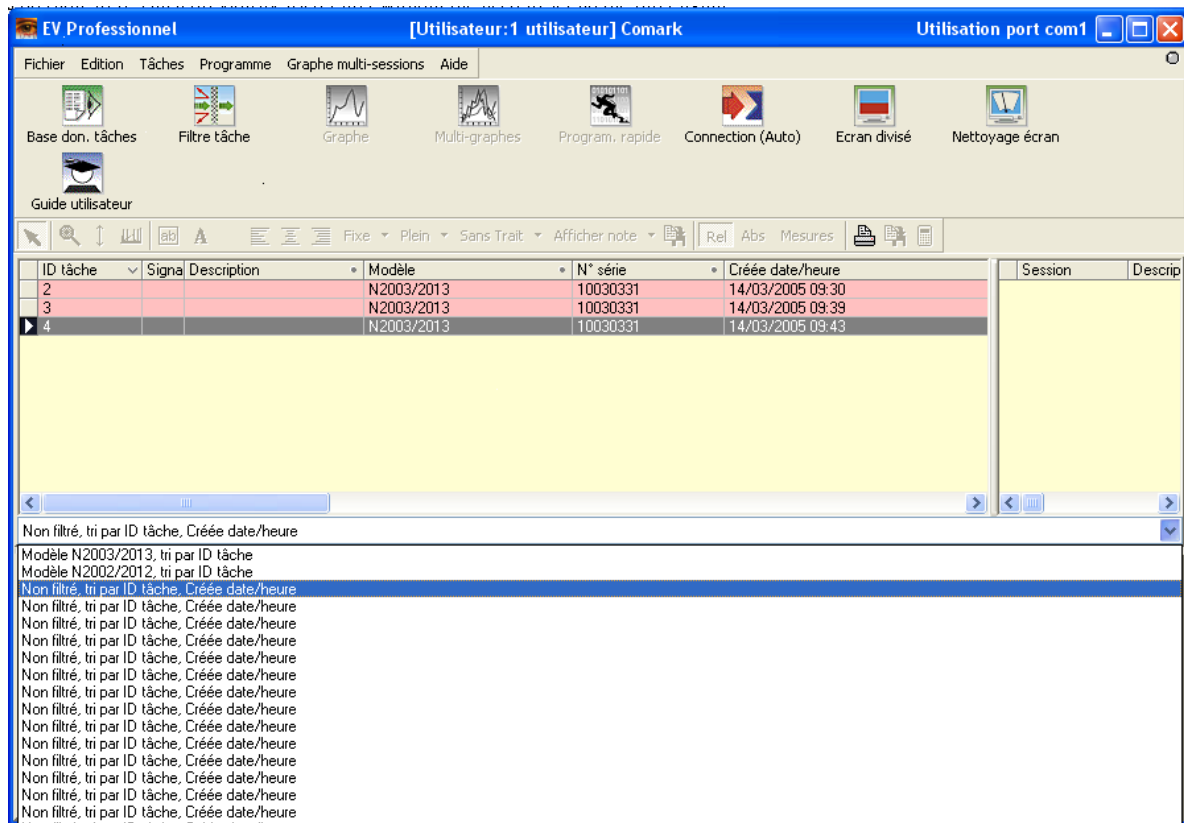 EV Professionnel [Utilisateur:1 utilisateur] Comark Utilisation port com1
Fichier Edition Tâches Programme Graphe multi-sessions Aide
Base don. tâches Filtre tâche Graphe Multi-graphes Program. rapide Connection (Auto) Ecran divisé Nettoyage écran
Guide utilisateur
ab A Fixe Plein Sans Trait Afficher note Rel Abs Mesures
ID tâche Signa Description Modèle N° série Créée date/heure Session Descrip
2 N2003/2013 10030331 14/03/2005 09:30
3 N2003/2013 10030331 14/03/2005 09:39
4 N2003/2013 10030331 14/03/2005 09:43
Non filtré, tri par ID tâche, Créée date/heure
Modèle N2003/2013, tri par ID tâche
Modèle N2002/2012, tri par ID tâche
Non filtré, tri par ID tâche, Créée date/heure
Non filtré, tri par ID tâche, Créée date/heure
Non filtré, tri par ID tâche, Créée date/heure
Non filtré, tri par ID tâche, Créée date/heure
Non filtré, tri par ID tâche, Créée date/heure
Non filtré, tri par ID tâche, Créée date/heure
Non filtré, tri par ID tâche, Créée date/heure
Non filtré, tri par ID tâche, Créée date/heure
Non filtré, tri par ID tâche, Créée date/heure
Non filtré, tri par ID tâche, Créée date/heure
Non filtré, tri par ID tâche, Créée date/heure
Non filtré, tri par ID tâche, Créée date/heure
Non filtré, tri par ID tâche, Créée date/heure
Non filtré, tri par ID tâche, Créée date/heure